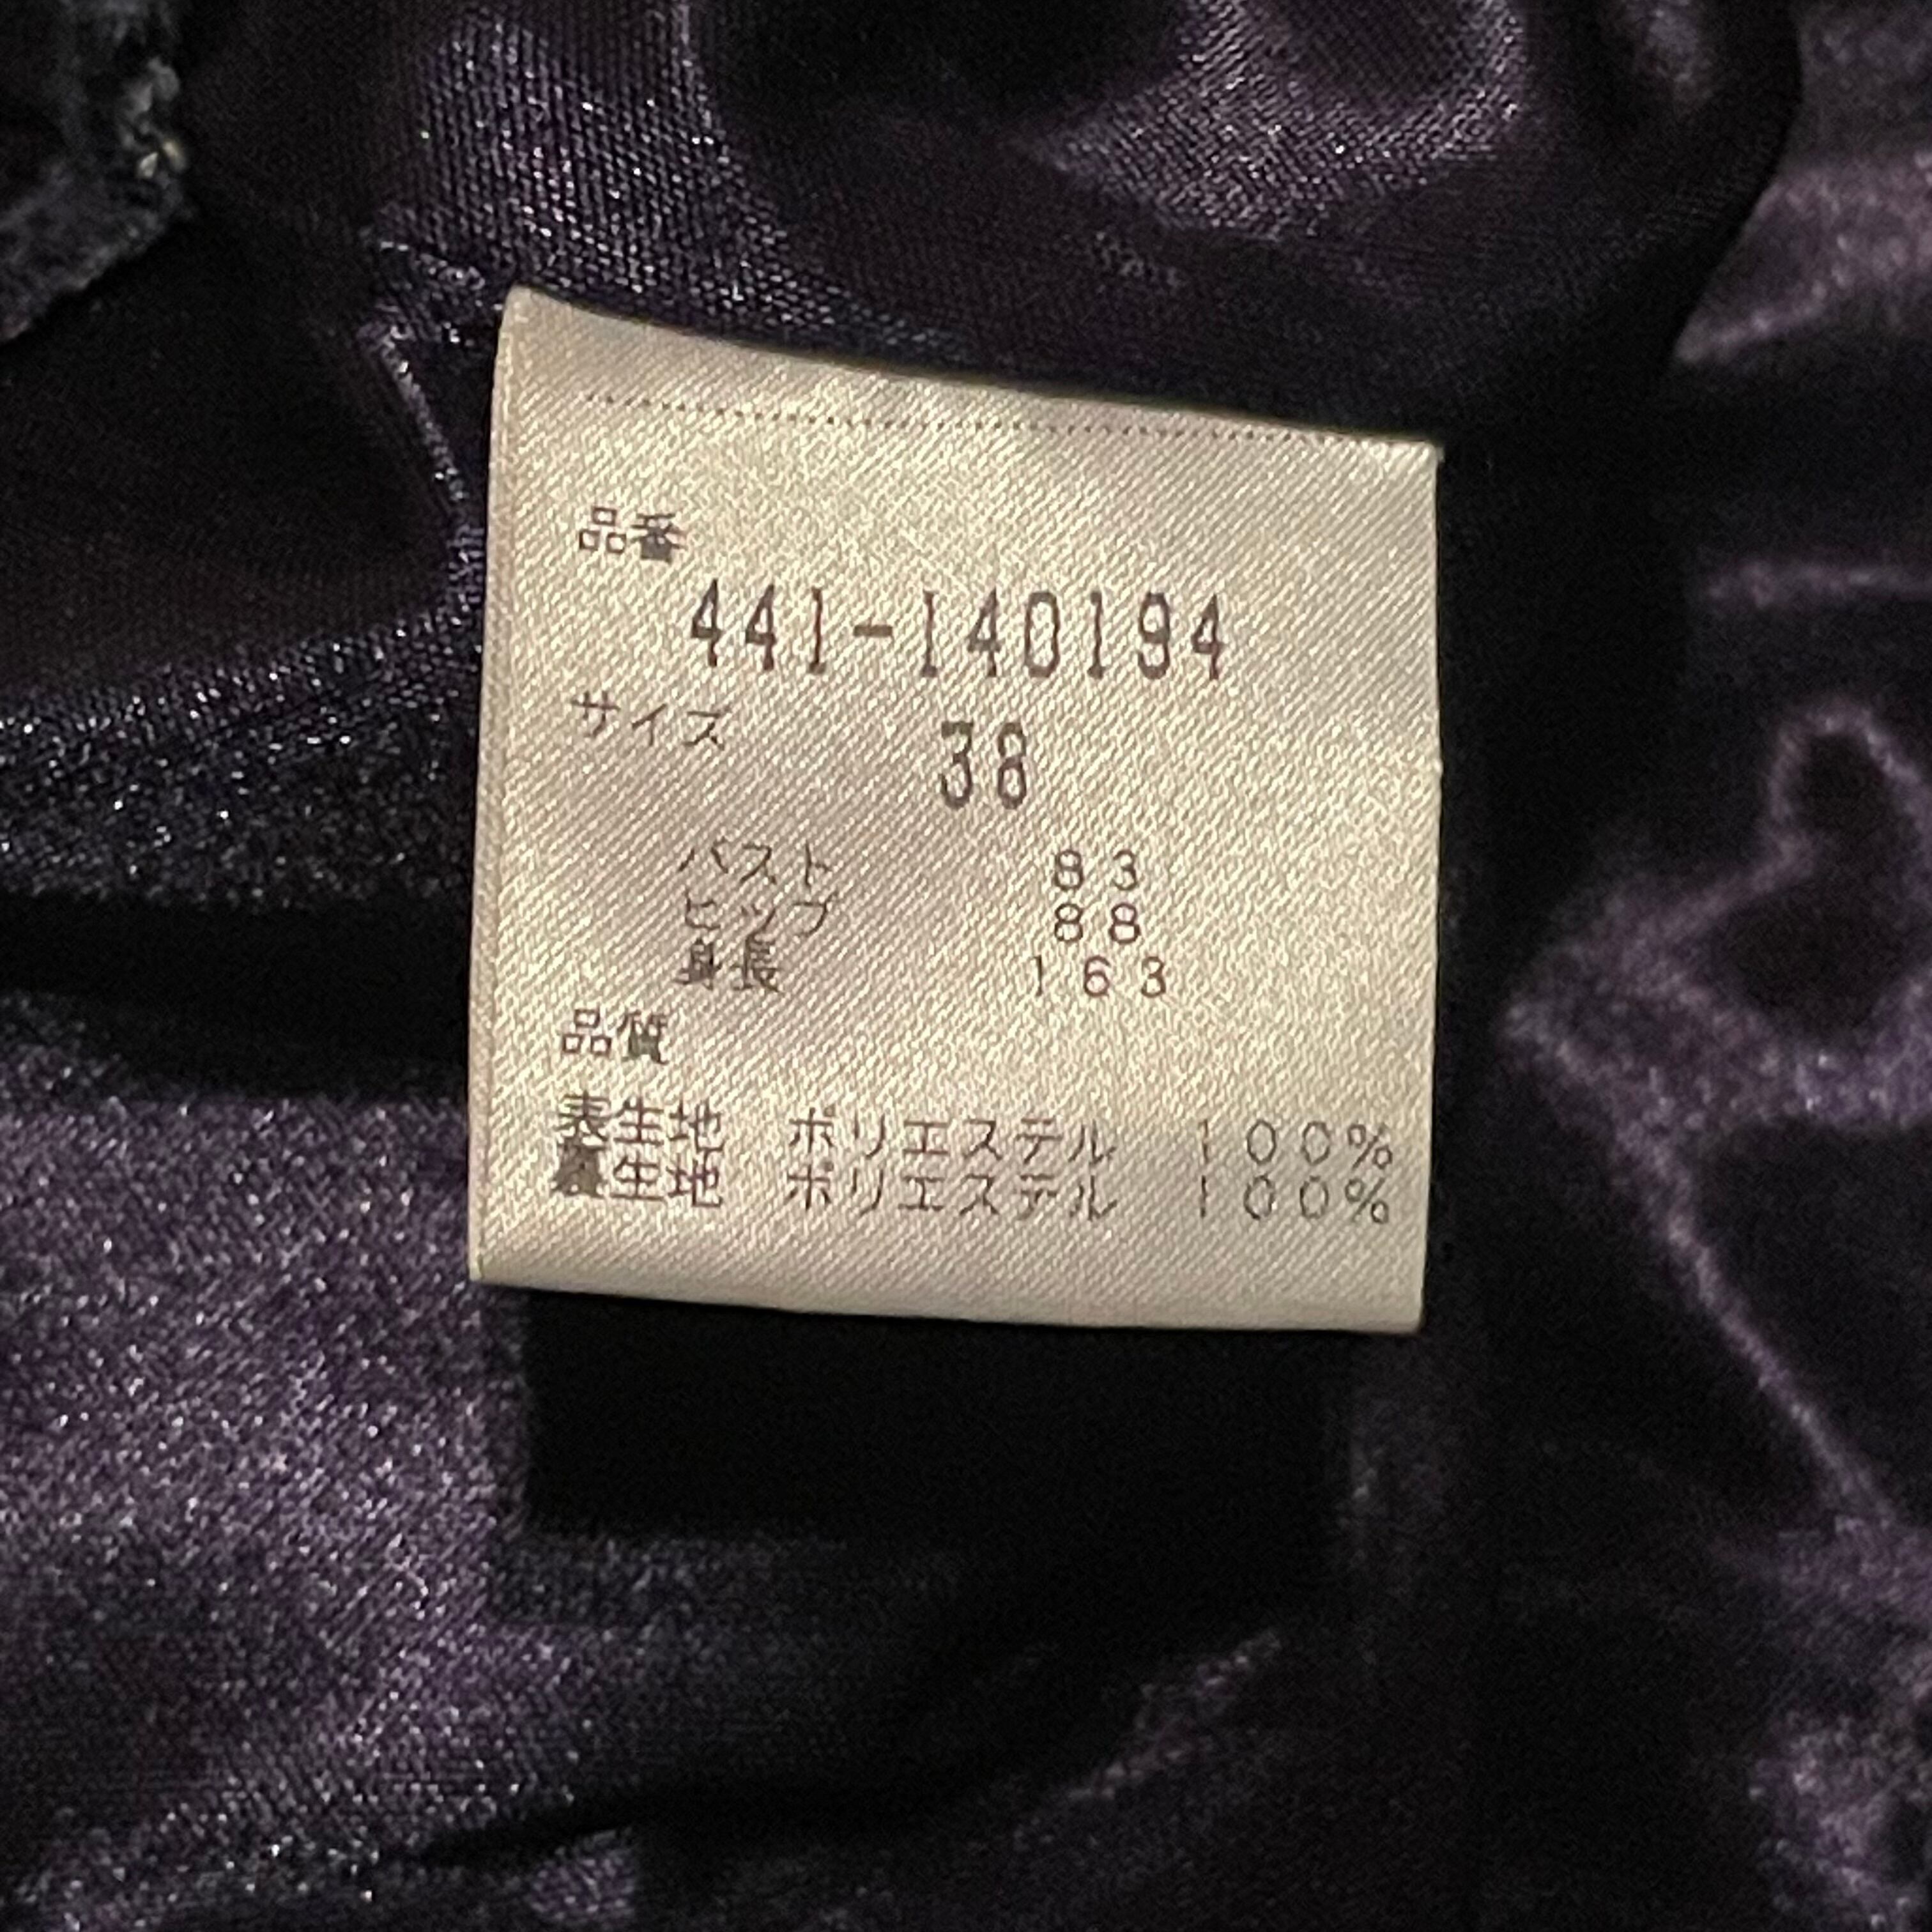 品番
441-140194
サイズ 38
バスト 83
ヒップ 88
身長 163
品質
表生地 ポリエステル 100%
裏生地 ポリエステル 100%